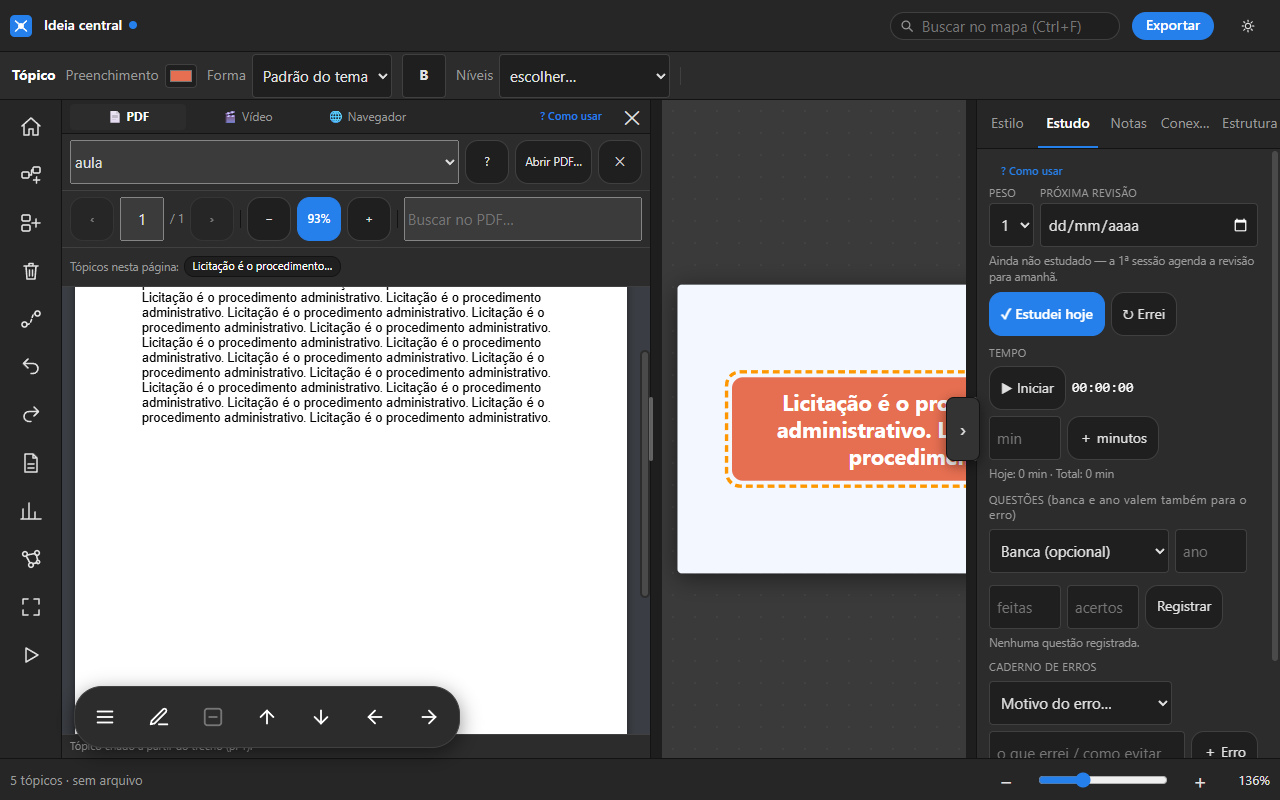 Ideia central
Buscar no mapa (Ctrl+F)
Exportar
Tópico Preenchimento Forma Padrão do tema B Níveis escolher...
PDF Vídeo Navegador ? Como usar
aula ? Abrir PDF...
1 / 1 − 93% + Buscar no PDF...
Tópicos nesta página: Licitação é o procedimento...
Licitação é o procedimento administrativo. Licitação é o procedimento
administrativo. Licitação é o procedimento administrativo. Licitação é o
procedimento administrativo. Licitação é o procedimento administrativo.
Licitação é o procedimento administrativo. Licitação é o procedimento
administrativo. Licitação é o procedimento administrativo. Licitação é o
procedimento administrativo. Licitação é o procedimento administrativo.
Licitação é o procedimento administrativo. Licitação é o procedimento
administrativo. Licitação é o procedimento administrativo. Licitação é o
procedimento administrativo. Licitação é o procedimento administrativo.
Licitação é o pro
administrativo. L
procedime
Estilo Estudo Notas Conex... Estrutura
? Como usar
PESO PRÓXIMA REVISÃO
1 dd/mm/aaaa
Ainda não estudado — a 1ª sessão agenda a revisão
para amanhã.
✓ Estudei hoje ↻ Errei
TEMPO
▶ Iniciar 00:00:00
min + minutos
Hoje: 0 min · Total: 0 min
QUESTÕES (banca e ano valem também para o
erro)
Banca (opcional) ano
feitas acertos Registrar
Nenhuma questão registrada.
CADERNO DE ERROS
Motivo do erro...
o que errei / como evitar + Erro
5 tópicos · sem arquivo
136%